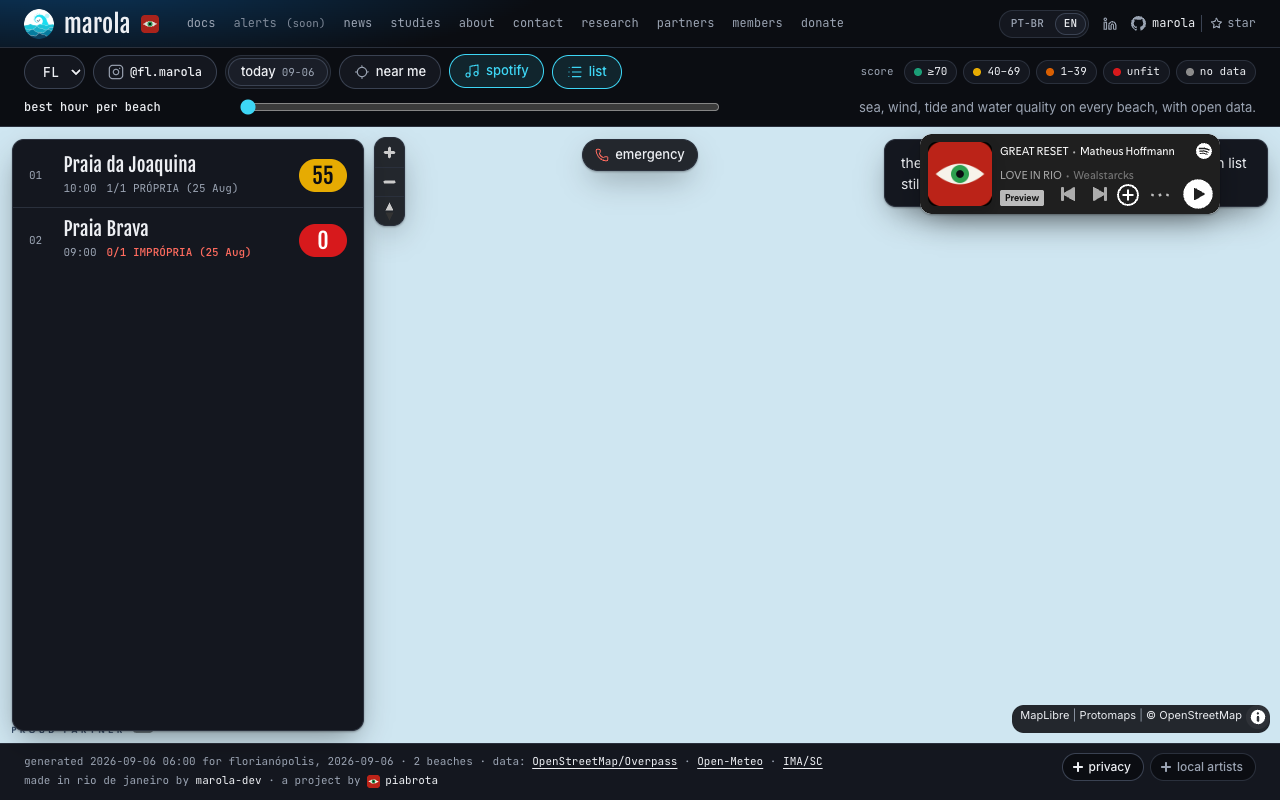 marola docs alerts (soon) news studies about contact research partners members donate PT-BR EN marola star
FL @fl.marola today 09-06 near me spotify list score ≥70 40–69 1–39 unfit no data
best hour per beach sea, wind, tide and water quality on every beach, with open data.
01 Praia da Joaquina 55
10:00 1/1 PRÓPRIA (25 Aug)
02 Praia Brava 0
09:00 0/1 IMPRÓPRIA (25 Aug)
emergency
the
list
stil
GREAT RESET • Matheus Hoffmann
LOVE IN RIO • Wealstarcks
Preview
MapLibre | Protomaps | © OpenStreetMap
generated 2026-09-06 06:00 for florianópolis, 2026-09-06 · 2 beaches · data: OpenStreetMap/Overpass · Open-Meteo · IMA/SC
made in rio de janeiro by marola-dev · a project by piabrota
privacy local artists